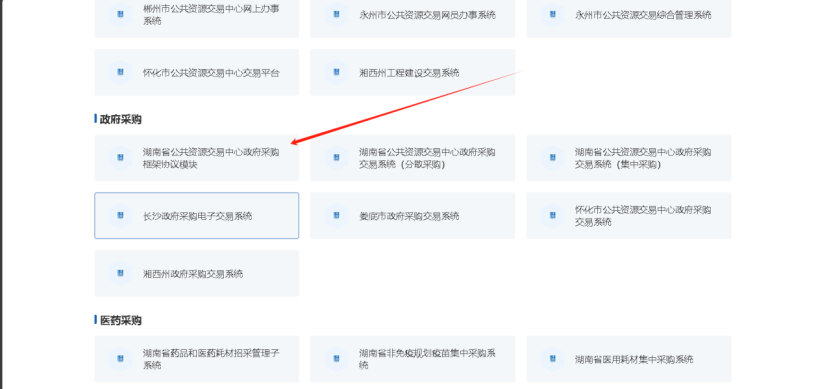 郴州市公共资源交易中心网上办事
系统
永州市公共资源交易网员办事系统
永州市公共资源交易综合管理系统
怀化市公共资源交易中心交易平台
湘西州工程建设交易系统
政府采购
湖南省公共资源交易中心政府采购
框架协议模块
湖南省公共资源交易中心政府采购
交易系统（分散采购）
湖南省公共资源交易中心政府采购
交易系统（集中采购）
长沙政府采购电子交易系统
娄底市政府采购交易系统
怀化市公共资源交易中心政府采购
交易系统
湘西州政府采购交易系统
医药采购
湖南省药品和医药耗材招采管理子
系统
湖南省非免疫规划疫苗集中采购系
统
湖南省医用耗材集中采购系统